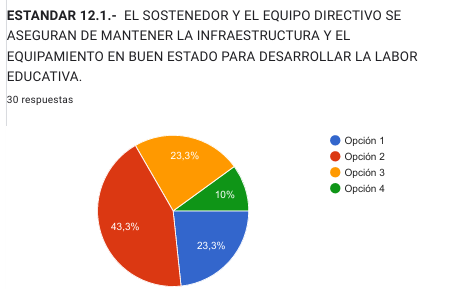 ESTANDAR 12.1.- EL SOSTENEDOR Y EL EQUIPO DIRECTIVO SE
ASEGURAN DE MANTENER LA INFRAESTRUCTURA Y EL
EQUIPAMIENTO EN BUEN ESTADO PARA DESARROLLAR LA LABOR
EDUCATIVA.
30 respuestas
23,3%
10%
43,3%
23,3%
Opción 1
Opción 2
Opción 3
Opción 4